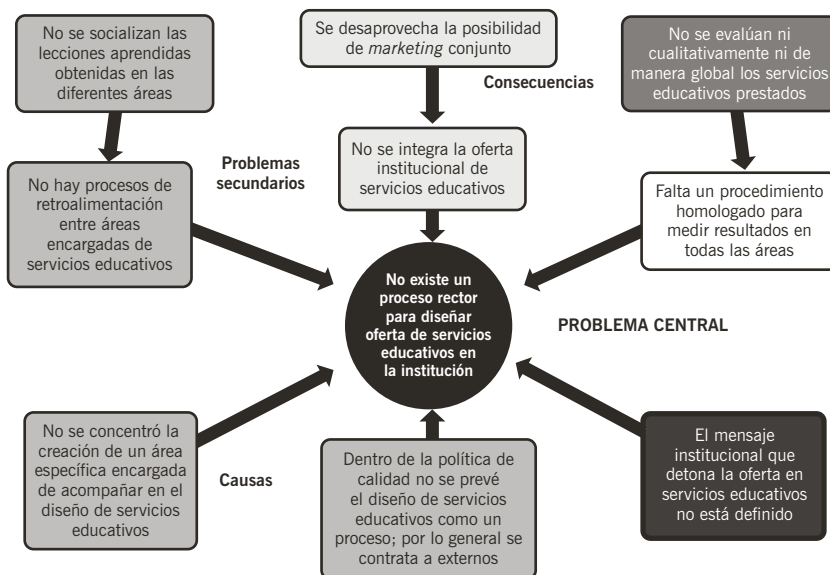 No se socializan las
lecciones aprendidas
obtenidas en las
diferentes áreas
Se desaprovecha la posibilidad
de marketing conjunto
Consecuencias
No se evalúan ni
cualitativamente ni de
manera global los servicios
educativos prestados
No hay procesos de
retroalimentación
entre áreas
encargadas de
servicios educativos
Problemas
secundarios
No se integra la oferta
institucional de
servicios educativos
Falta un procedimiento
homologado para
medir resultados en
todas las áreas
No existe un
proceso rector
para diseñar
oferta de servicios
educativos en
la institución
PROBLEMA CENTRAL
No se concentró la
creación de un área
específica encargada
de acompañar en el
diseño de servicios
educativos
Causas
Dentro de la política de
calidad no se prevé
el diseño de servicios
educativos como un
proceso; por lo general se
contrata a externos
El mensaje
institucional que
detona la oferta en
servicios educativos
no está definido